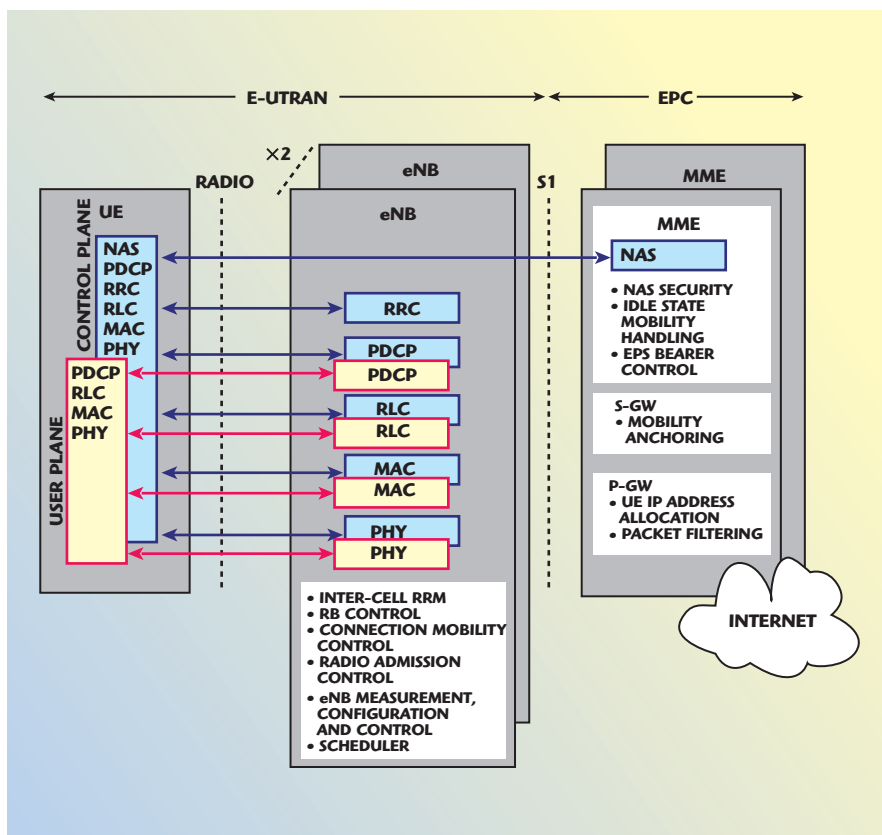 E-UTRAN
EPC
×2
RADIO
eNB
S1
MME
UE
CONTROL PLANE
NAS
PDCP
RRC
RLC
MAC
PHY
USER PLANE
PDCP
RLC
MAC
PHY
eNB
RRC
PDCP
PDCP
RLC
RLC
MAC
MAC
PHY
PHY
• INTER-CELL RRM
• RB CONTROL
• CONNECTION MOBILITY
CONTROL
• RADIO ADMISSION
CONTROL
• eNB MEASUREMENT,
CONFIGURATION
AND CONTROL
• SCHEDULER
MME
NAS
• NAS SECURITY
• IDLE STATE
MOBILITY
HANDLING
• EPS BEARER
CONTROL
S-GW
• MOBILITY
ANCHORING
P-GW
• UE IP ADDRESS
ALLOCATION
• PACKET FILTERING
INTERNET